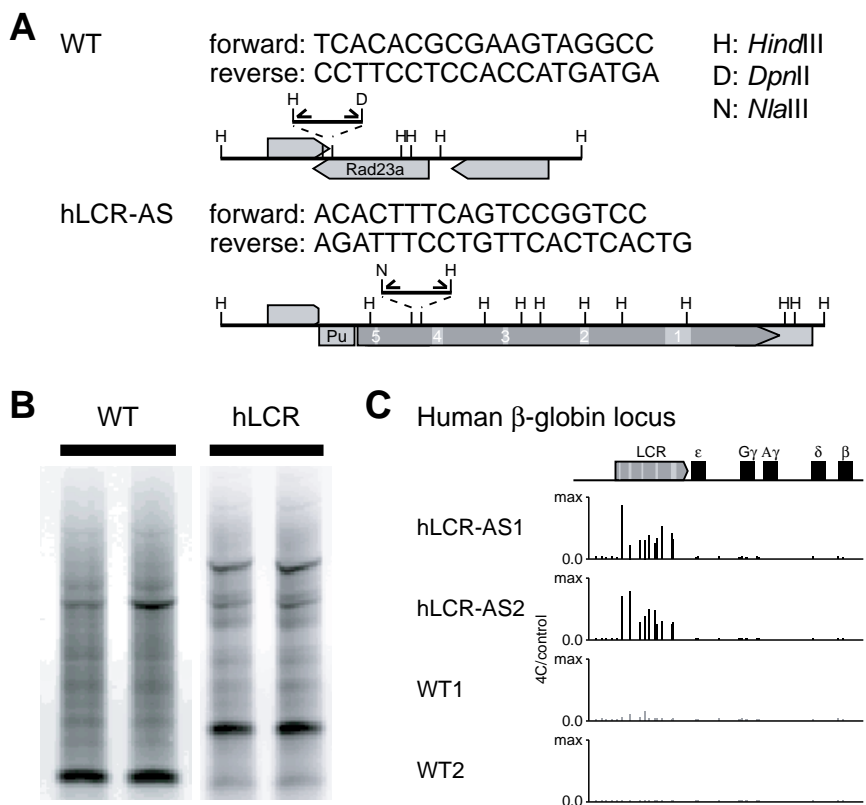 A
WT
forward: TCACACGCGAAGTAGGCC
reverse: CCTTCCTCCACCATGATGA
H: HindIII
D: DpnII
N: NlaIII
H D
H H H H H
Rad23a
hLCR-AS
forward: ACACTTTCAGTCCGGTCC
reverse: AGATTTCCTGTTCACTCACTG
N H
H H H H H H H H H H H
Pu 5 4 3 2 1
B
WT hLCR
C Human β-globin locus
LCR ε Gγ Aγ δ β
hLCR-AS1
max
0.0
hLCR-AS2
max
0.0
4C/control
WT1
max
0.0
WT2
max
0.0